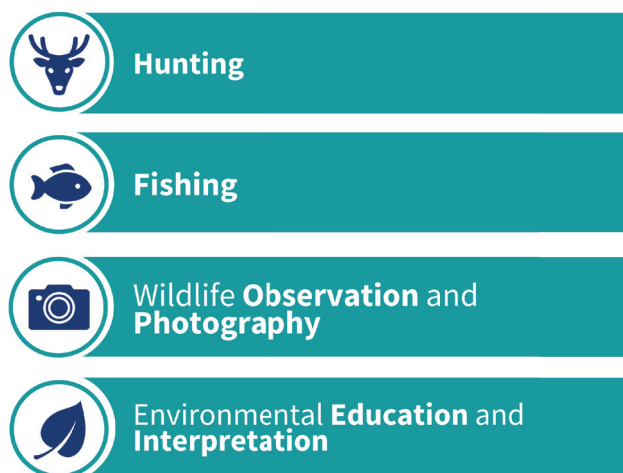 Hunting
Fishing
Wildlife Observation and
Photography
Environmental Education and
Interpretation